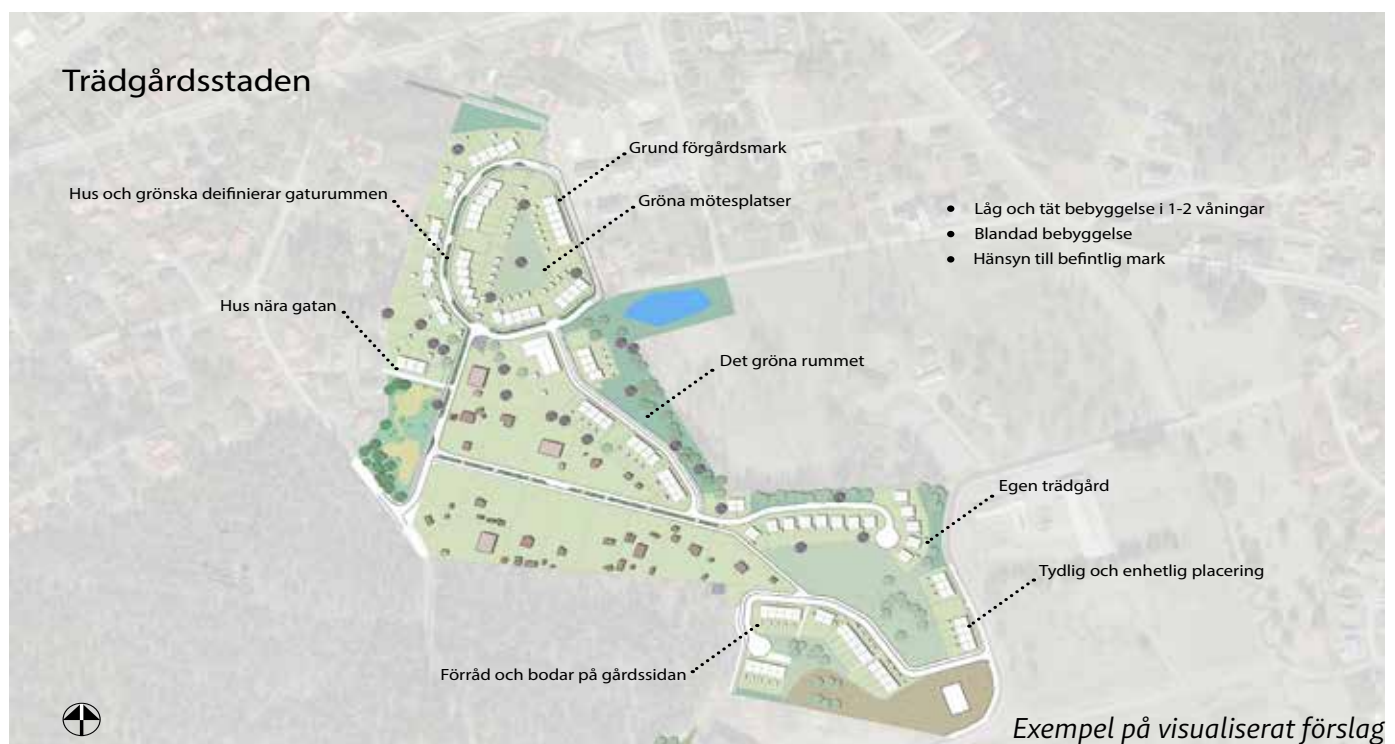 Trädgårdsstaden
Grund förgårdsmark
Hus och grönska deifinierar gaturummen
Gröna mötesplatser
● Låg och tät bebyggelse i 1-2 våningar
● Blandad bebyggelse
● Hänsyn till befintlig mark
Hus nära gatan
Det gröna rummet
Egen trädgård
Tydlig och enhetlig placering
Förråd och bodar på gårdssidan
Exempel på visualiserat förslag